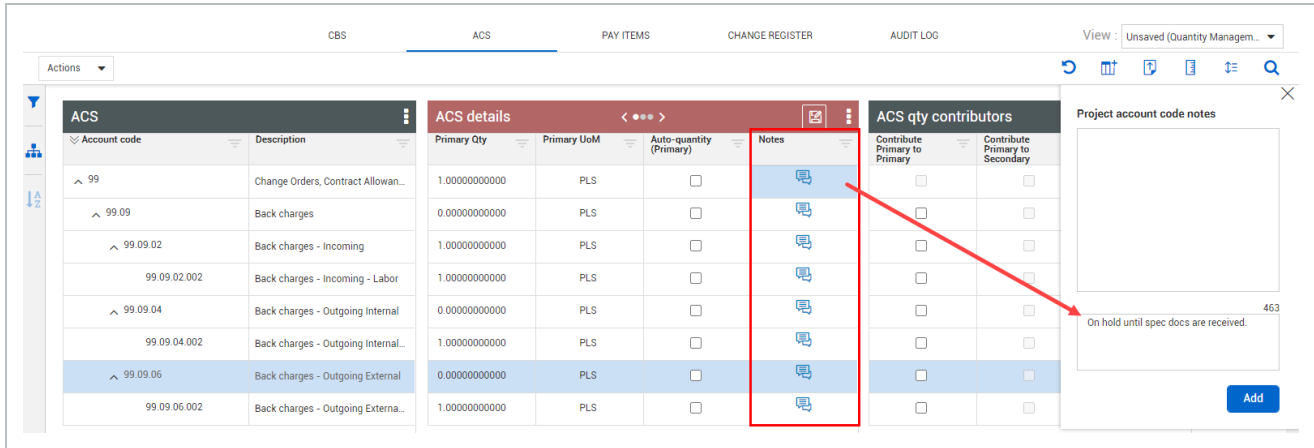 CBS ACS PAY ITEMS CHANGE REGISTER AUDIT LOG View : Unsaved (Quantity Managem...
Actions
ACS ACS details ACS qty contributors Project account code notes
Account code Description Primary Qty Primary UoM Auto-quantity (Primary) Notes Contribute Primary to Primary Contribute Primary to Secondary
99 Change Orders, Contract Allowan... 1.00000000000 PLS
99.09 Back charges 0.00000000000 PLS
99.09.02 Back charges - Incoming 1.00000000000 PLS
99.09.02.002 Back charges - Incoming - Labor 1.00000000000 PLS
99.09.04 Back charges - Outgoing Internal 0.00000000000 PLS
463
On hold until spec docs are received.
99.09.04.002 Back charges - Outgoing Internal... 1.00000000000 PLS
99.09.06 Back charges - Outgoing External 0.00000000000 PLS
Add
99.09.06.002 Back charges - Outgoing Externa... 1.00000000000 PLS